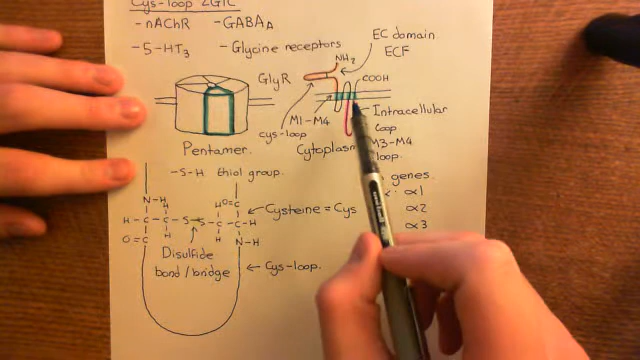 Cys-loop LGIC
-nAChR
-GABAA
-5-HT3
-Glycine receptors
EC domain
ECF
GlyR
NH2
COOH
M1-M4
cys-loop
Intracellular
loop
M3-M4
loop.
Pentamer.
Cytoplasm
-S-H thiol group.
genes
α1
α2
α3
N-H
H-C-C-S-S-C-C-H
H
H
H
H
H
O=C
O=C
N-H
Cysteine = Cys
Disulfide
bond/bridge
Cys-loop.